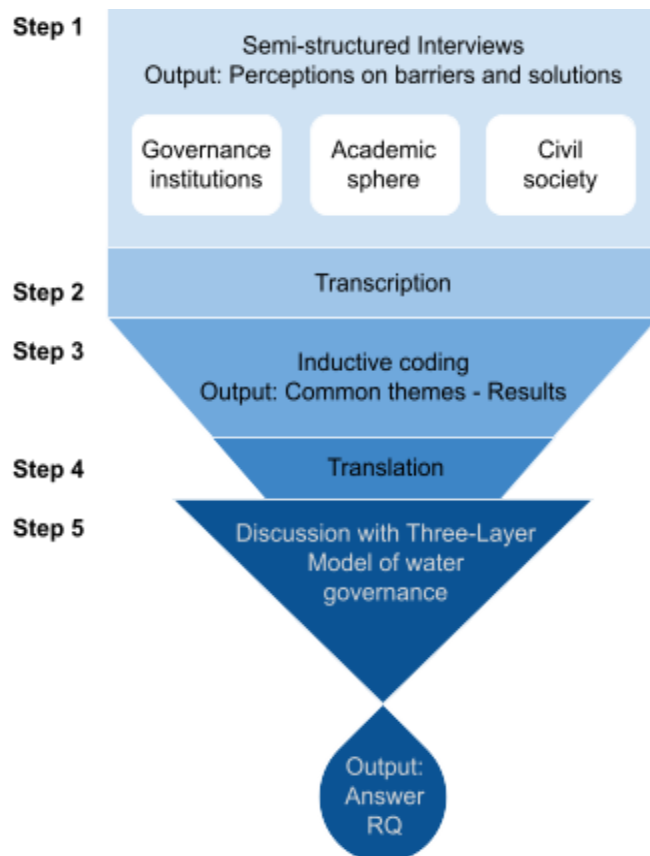 Step 1
Semi-structured Interviews
Output: Perceptions on barriers and solutions
Governance
institutions
Academic
sphere
Civil
society
Step 2
Transcription
Step 3
Inductive coding
Output: Common themes - Results
Step 4
Translation
Step 5
Discussion with Three-Layer
Model of water
governance
Output:
Answer
RQ